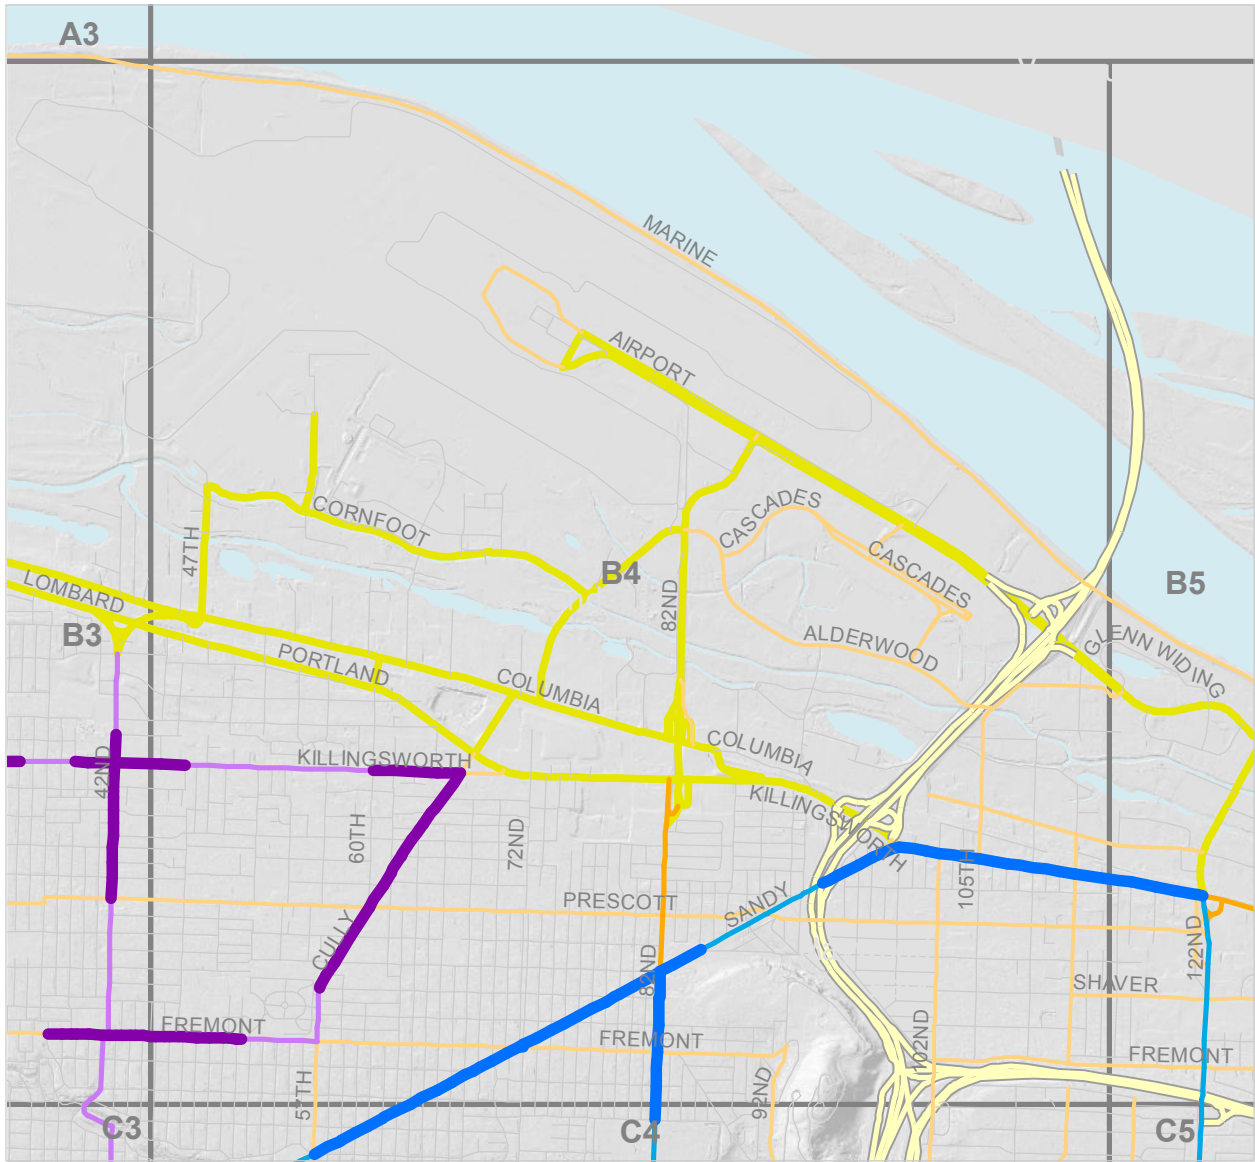 A3
MARINE
AIRPORT
CASCADES
CORNFOOT
47TH
CASCADES
B4
B5
LOMBARD
82ND
B3
ALDERWOOD
GLENN WIDING
PORTLAND
COLUMBIA
COLUMBIA
42ND
KILLINGSWORTH
KILLINGSWORTH
60TH
72ND
105TH
PRESCOTT
SANDY
CULLY
122ND
82ND
SHAVER
FREMONT
FREMONT
102ND
FREMONT
57TH
92ND
C3
C4
C5